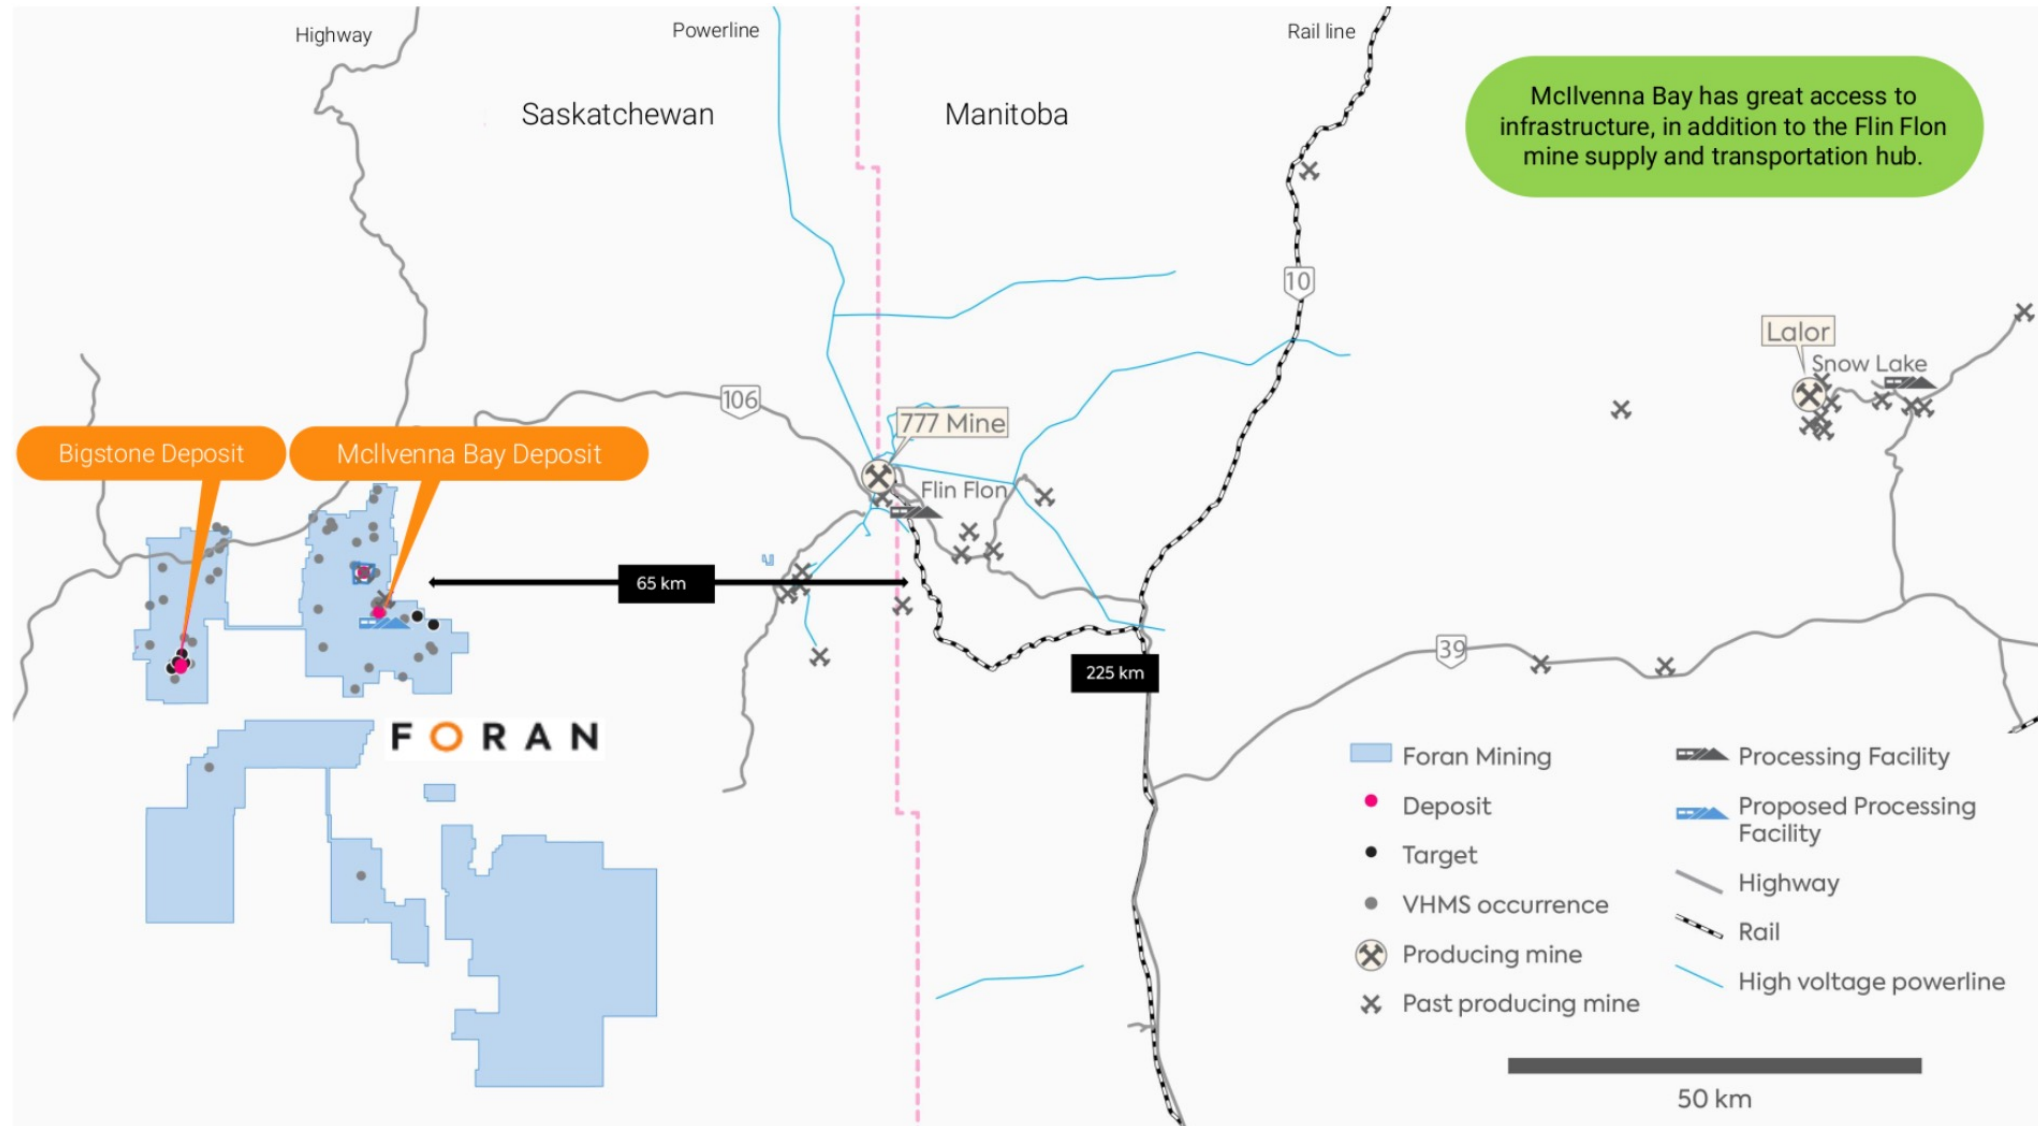 Highway
Powerline
Rail line
Saskatchewan
Manitoba
McIlvenna Bay has great access to
infrastructure, in addition to the Flin Flon
mine supply and transportation hub.
10
Lalor
Snow Lake
106
777 Mine
Bigstone Deposit
McIlvenna Bay Deposit
Flin Flon
65 km
39
225 km
FORAN
Foran Mining
Deposit
Target
VHMS occurrence
Producing mine
Past producing mine
Processing Facility
Proposed Processing
Facility
Highway
Rail
High voltage powerline
50 km